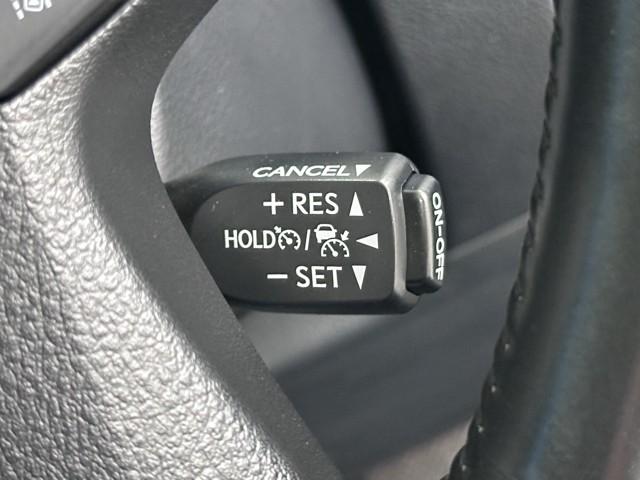 CANCEL▼
+ RES ▲
HOLD / ◀
− SET ▼
ON-OFF